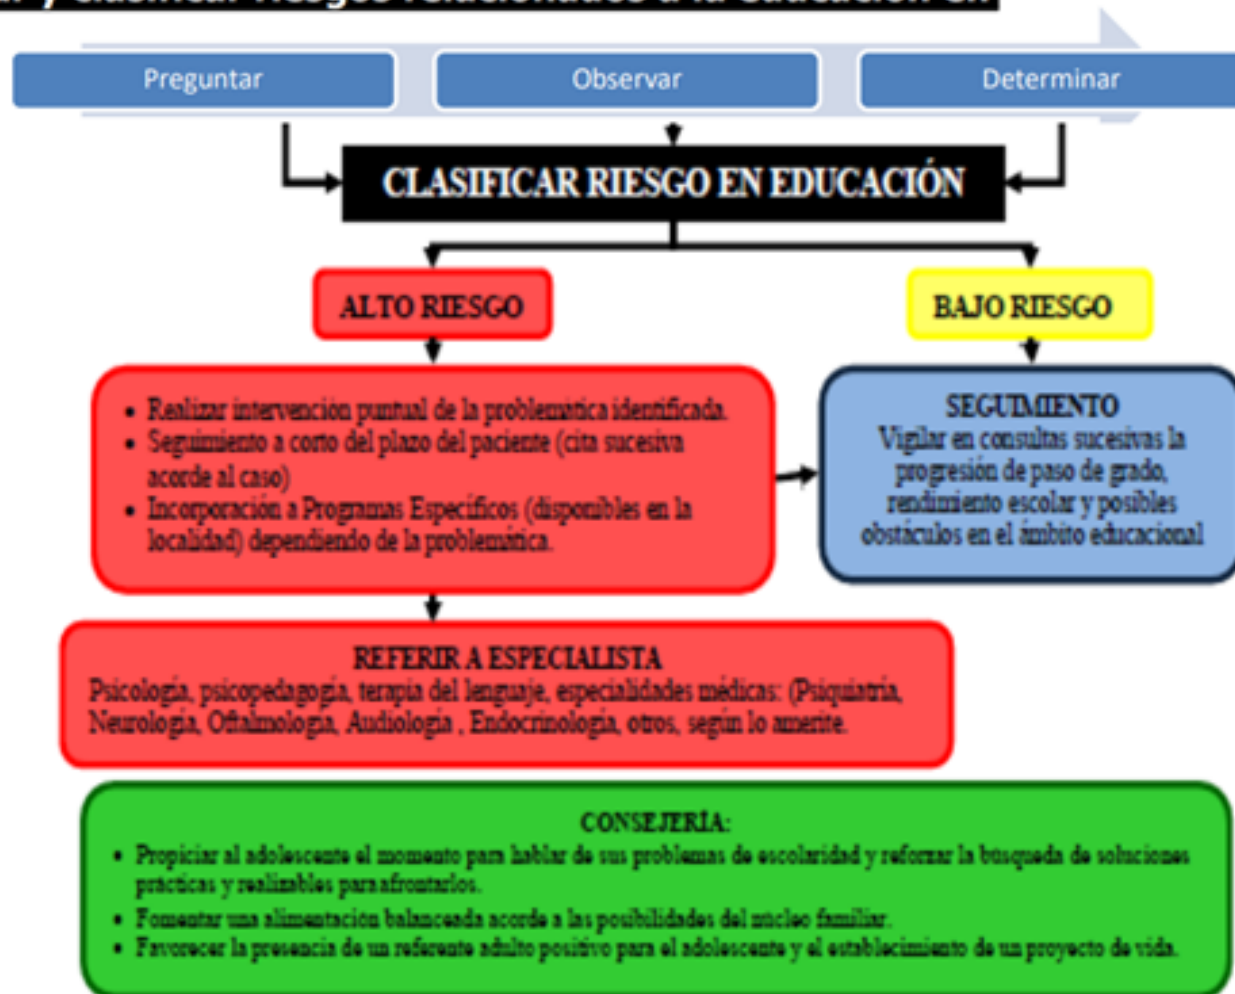 y clasificar riesgos relacionados a la educación en
Preguntar
Observar
Determinar
CLASIFICAR RIESGO EN EDUCACIÓN
ALTO RIESGO
BAJO RIESGO
• Realizar intervención puntual de la problemática identificada.
• Seguimiento a corto del plazo del paciente (cita sucesiva
acorde al caso)
• Incorporación a Programas Específicos (disponibles en la
localidad) dependiendo de la problemática.
SEGUIMIENTO
Vigilar en consultas sucesivas la
progresión de paso de grado,
rendimiento escolar y posibles
obstáculos en el ámbito educacional
REFERIR A ESPECIALISTA
Psicología, psicopedagogía, terapia del lenguaje, especialidades médicas: (Psiquiatría,
Neurología, Oftalmología, Audiología , Endocrinología, otros, según lo amerite.
CONSEJERÍA:
• Propiciar al adolescente el momento para hablar de sus problemas de escolaridad y reforzar la búsqueda de soluciones
prácticas y realizables para afrontarlos.
• Fomentar una alimentación balanceada acorde a las posibilidades del núcleo familiar.
• Favorecer la presencia de un referente adulto positivo para el adolescente y el establecimiento de un proyecto de vida.